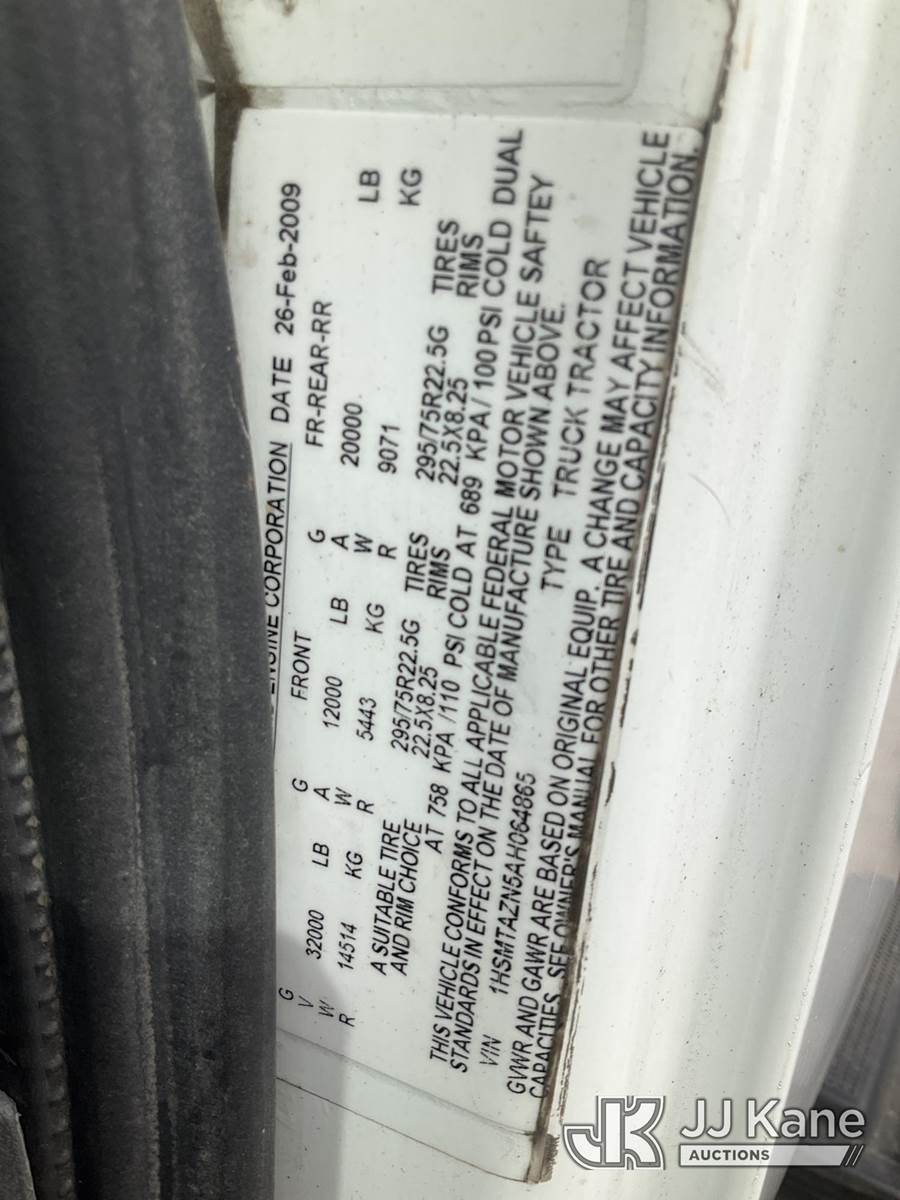 ENGINE CORPORATION DATE 26-Feb-2009
G 32000 LB G FRONT G FR-REAR-RR
V A 12000 LB A 20000 LB
W 14514 KG W W
R R 5443 KG R 9071 KG
A SUITABLE TIRE 295/75R22.5G TIRES 295/75R22.5G TIRES
AND RIM CHOICE 22.5X8.25 RIMS 22.5X8.25 RIMS
AT 758 KPA /110 PSI COLD AT 689 KPA / 100 PSI COLD DUAL
THIS VEHICLE CONFORMS TO ALL APPLICABLE FEDERAL MOTOR VEHICLE SAFTEY
STANDARDS IN EFFECT ON THE DATE OF MANUFACTURE SHOWN ABOVE.
VIN 1HSMTAZN5AH064865 TYPE TRUCK TRACTOR
GVWR AND GAWR ARE BASED ON ORIGINAL EQUIP. A CHANGE MAY AFFECT VEHICLE
CAPACITIES. SEE OWNER'S MANUAL FOR OTHER TIRE AND CAPACITY INFORMATION.
JK JJ Kane
AUCTIONS